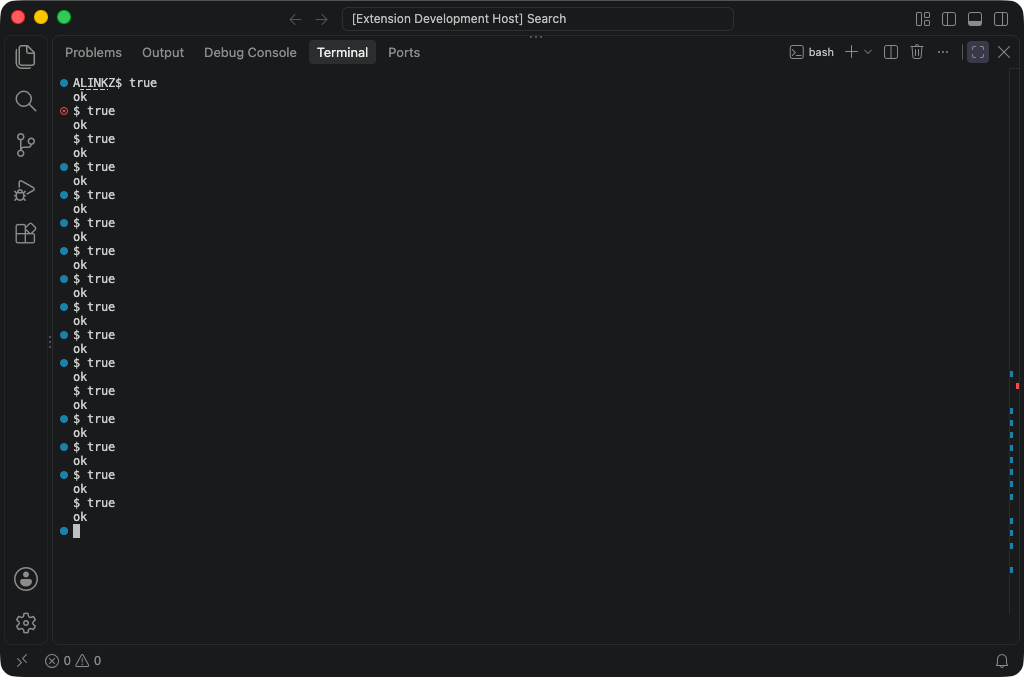 [Extension Development Host] Search
Problems Output Debug Console Terminal Ports bash
ALINKZ$ true
ok
$ true
ok
$ true
ok
$ true
ok
$ true
ok
$ true
ok
$ true
ok
$ true
ok
$ true
ok
$ true
ok
$ true
ok
$ true
ok
$ true
ok
$ true
ok
$ true
ok
$ true
ok
0 0